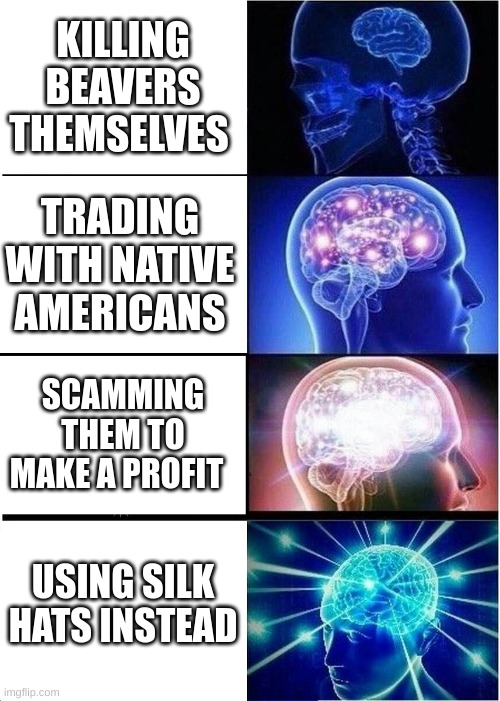 KILLING
BEAVERS
THEMSELVES
TRADING
WITH NATIVE
AMERICANS
SCAMMING
THEM TO
MAKE A PROFIT
USING SILK
HATS INSTEAD
imgflip.com